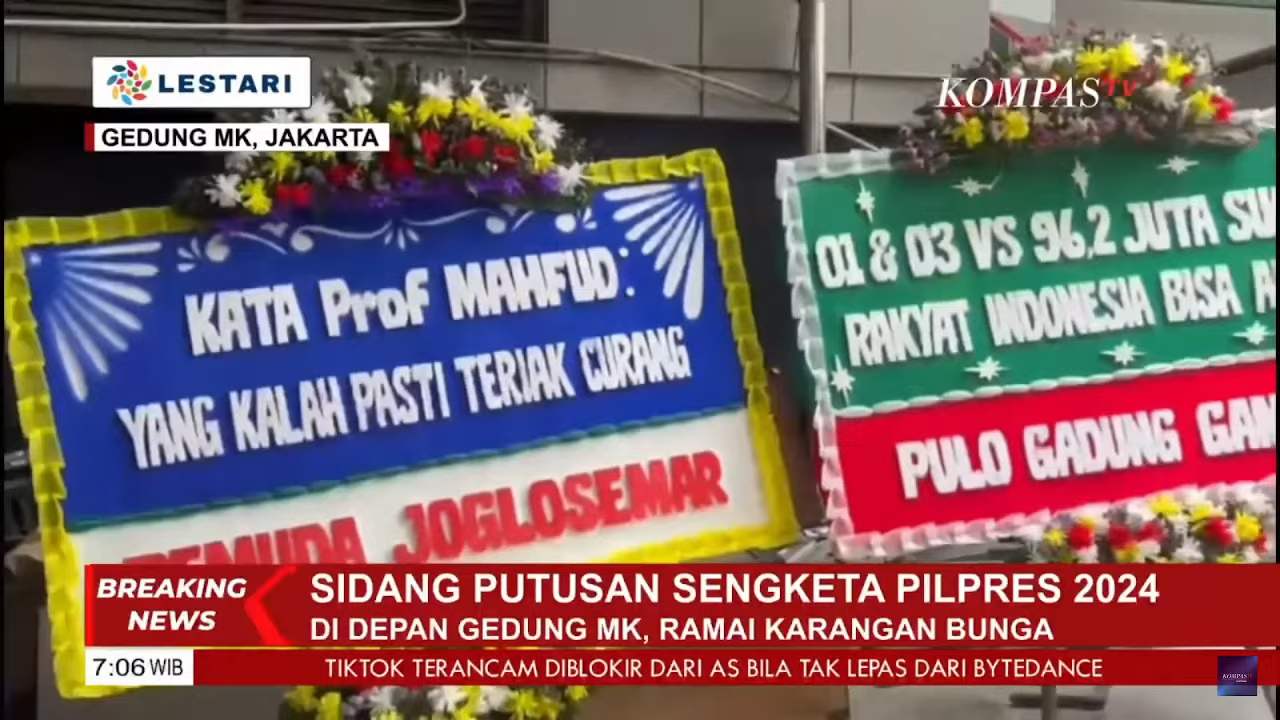 LESTARI
KOMPAS TV
GEDUNG MK, JAKARTA
KATA Prof MAHFUD:
YANG KALAH PASTI TERIAK CURANG
PEMUDA JOGLOSEMAR
01 & 03 VS 96,2 JUTA
RAKYAT INDONESIA BISA
PULO GADUNG
BREAKING NEWS
SIDANG PUTUSAN SENGKETA PILPRES 2024
DI DEPAN GEDUNG MK, RAMAI KARANGAN BUNGA
7:06 WIB
TIKTOK TERANCAM DIBLOKIR DARI AS BILA TAK LEPAS DARI BYTEDANCE
KOMPAS